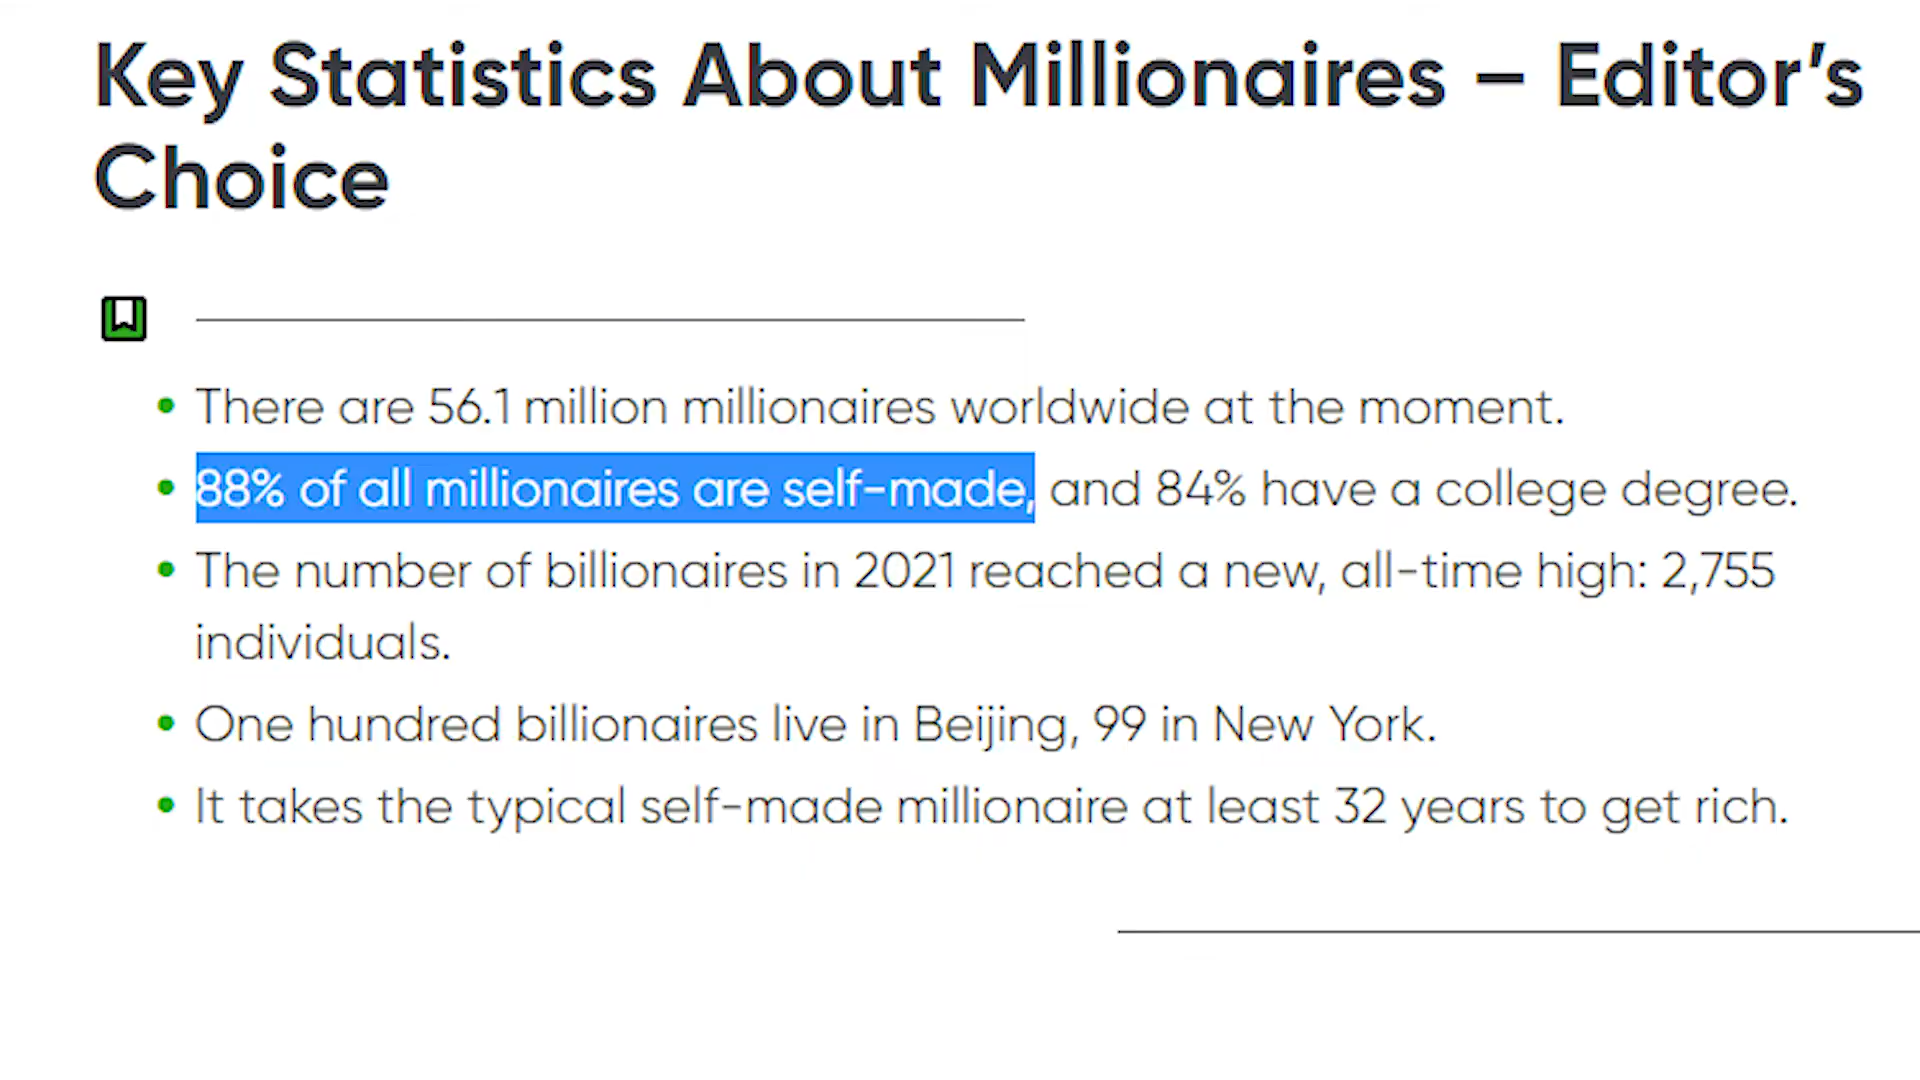 Key Statistics About Millionaires – Editor’s
Choice
There are 56.1 million millionaires worldwide at the moment.
88% of all millionaires are self-made, and 84% have a college degree.
The number of billionaires in 2021 reached a new, all-time high: 2,755
individuals.
One hundred billionaires live in Beijing, 99 in New York.
It takes the typical self-made millionaire at least 32 years to get rich.